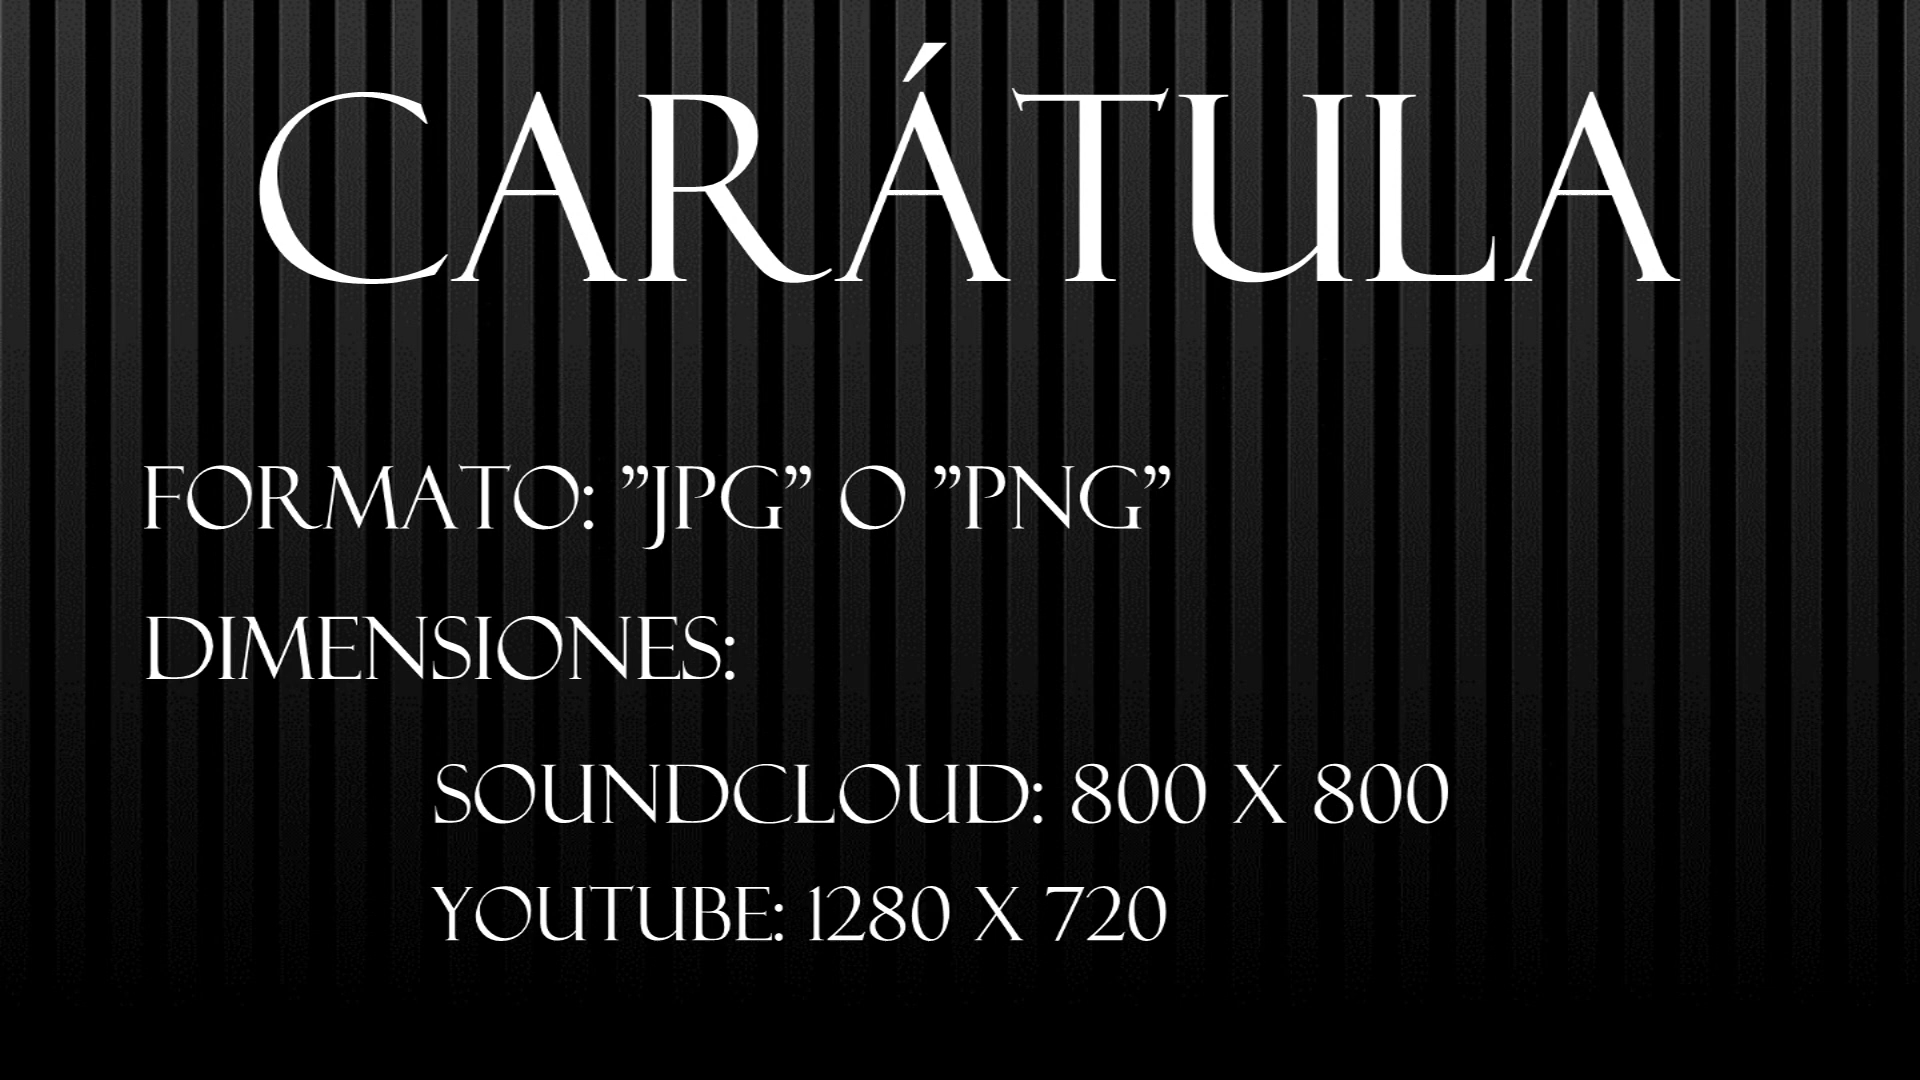 CARÁTULA
FORMATO: ”JPG” O ”PNG”
DIMENSIONES:
SOUNDCLOUD: 800 X 800
YOUTUBE: 1280 X 720